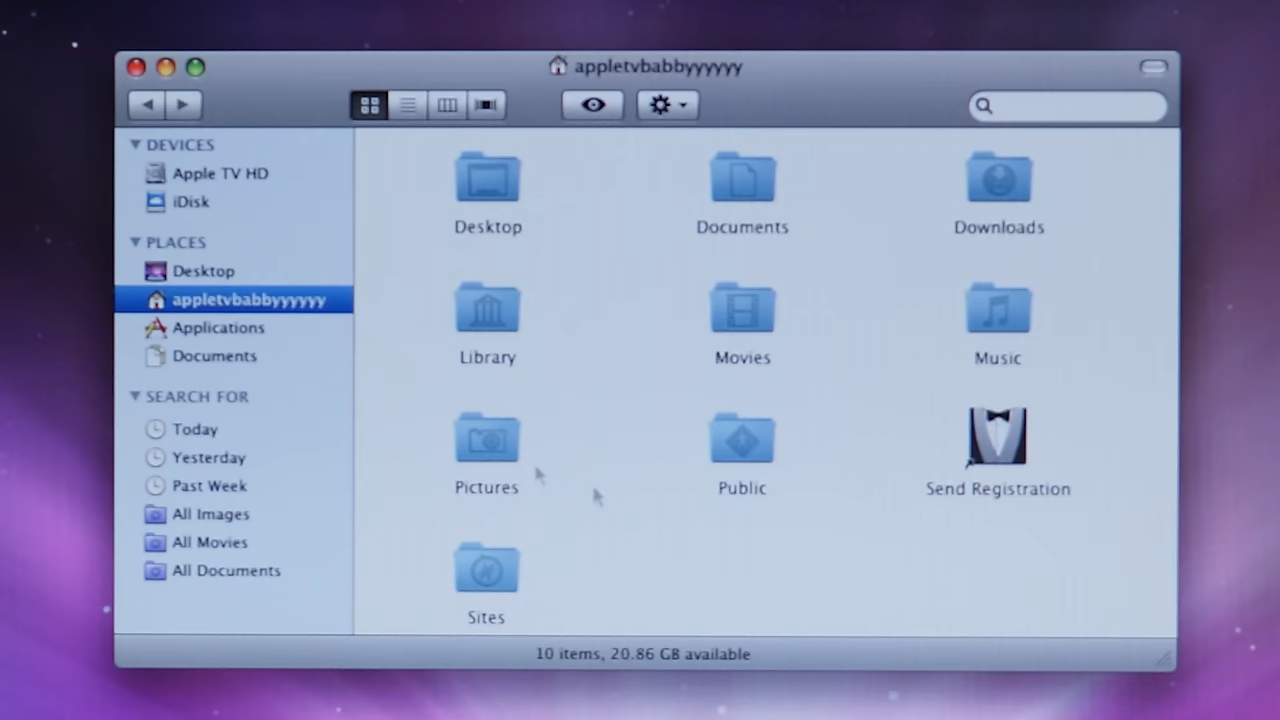 appletvbabbyyyyyy
DEVICES
Apple TV HD
iDisk
PLACES
Desktop
appletvbabbyyyyyy
Applications
Documents
SEARCH FOR
Today
Yesterday
Past Week
All Images
All Movies
All Documents
Desktop
Documents
Downloads
Library
Movies
Music
Pictures
Public
Send Registration
Sites
10 items, 20.86 GB available